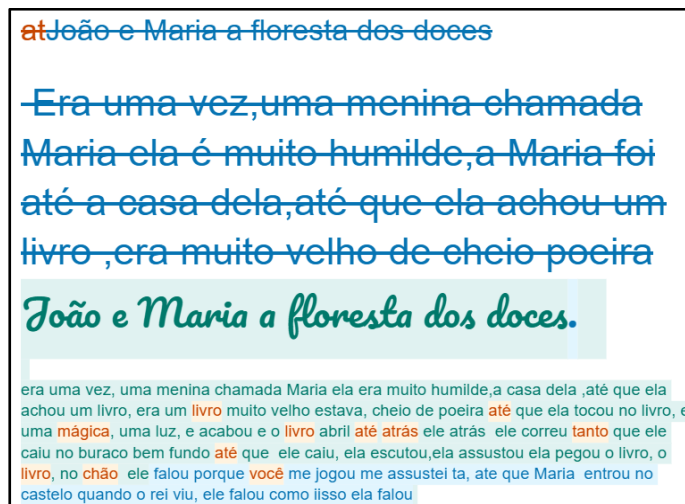 atJoão e Maria a floresta dos doces
Era uma vez,uma menina chamada
Maria ela é muito humilde,a Maria foi
até a casa dela,até que ela achou um
livro ,era muito velho de cheio poeira
João e Maria a floresta dos doces.
era uma vez, uma menina chamada Maria ela era muito humilde,a casa dela ,até que ela
achou um livro, era um livro muito velho estava, cheio de poeira até que ela tocou no livro, e
uma mágica, uma luz, e acabou e o livro abril até atrás ele atrás ele correu tanto que ele
caiu no buraco bem fundo até que ele caiu, ela escutou,ela assustou ela pegou o livro, o
livro, no chão ele falou porque você me jogou me assustei ta, ate que Maria entrou no
castelo quando o rei viu, ele falou como iisso ela falou